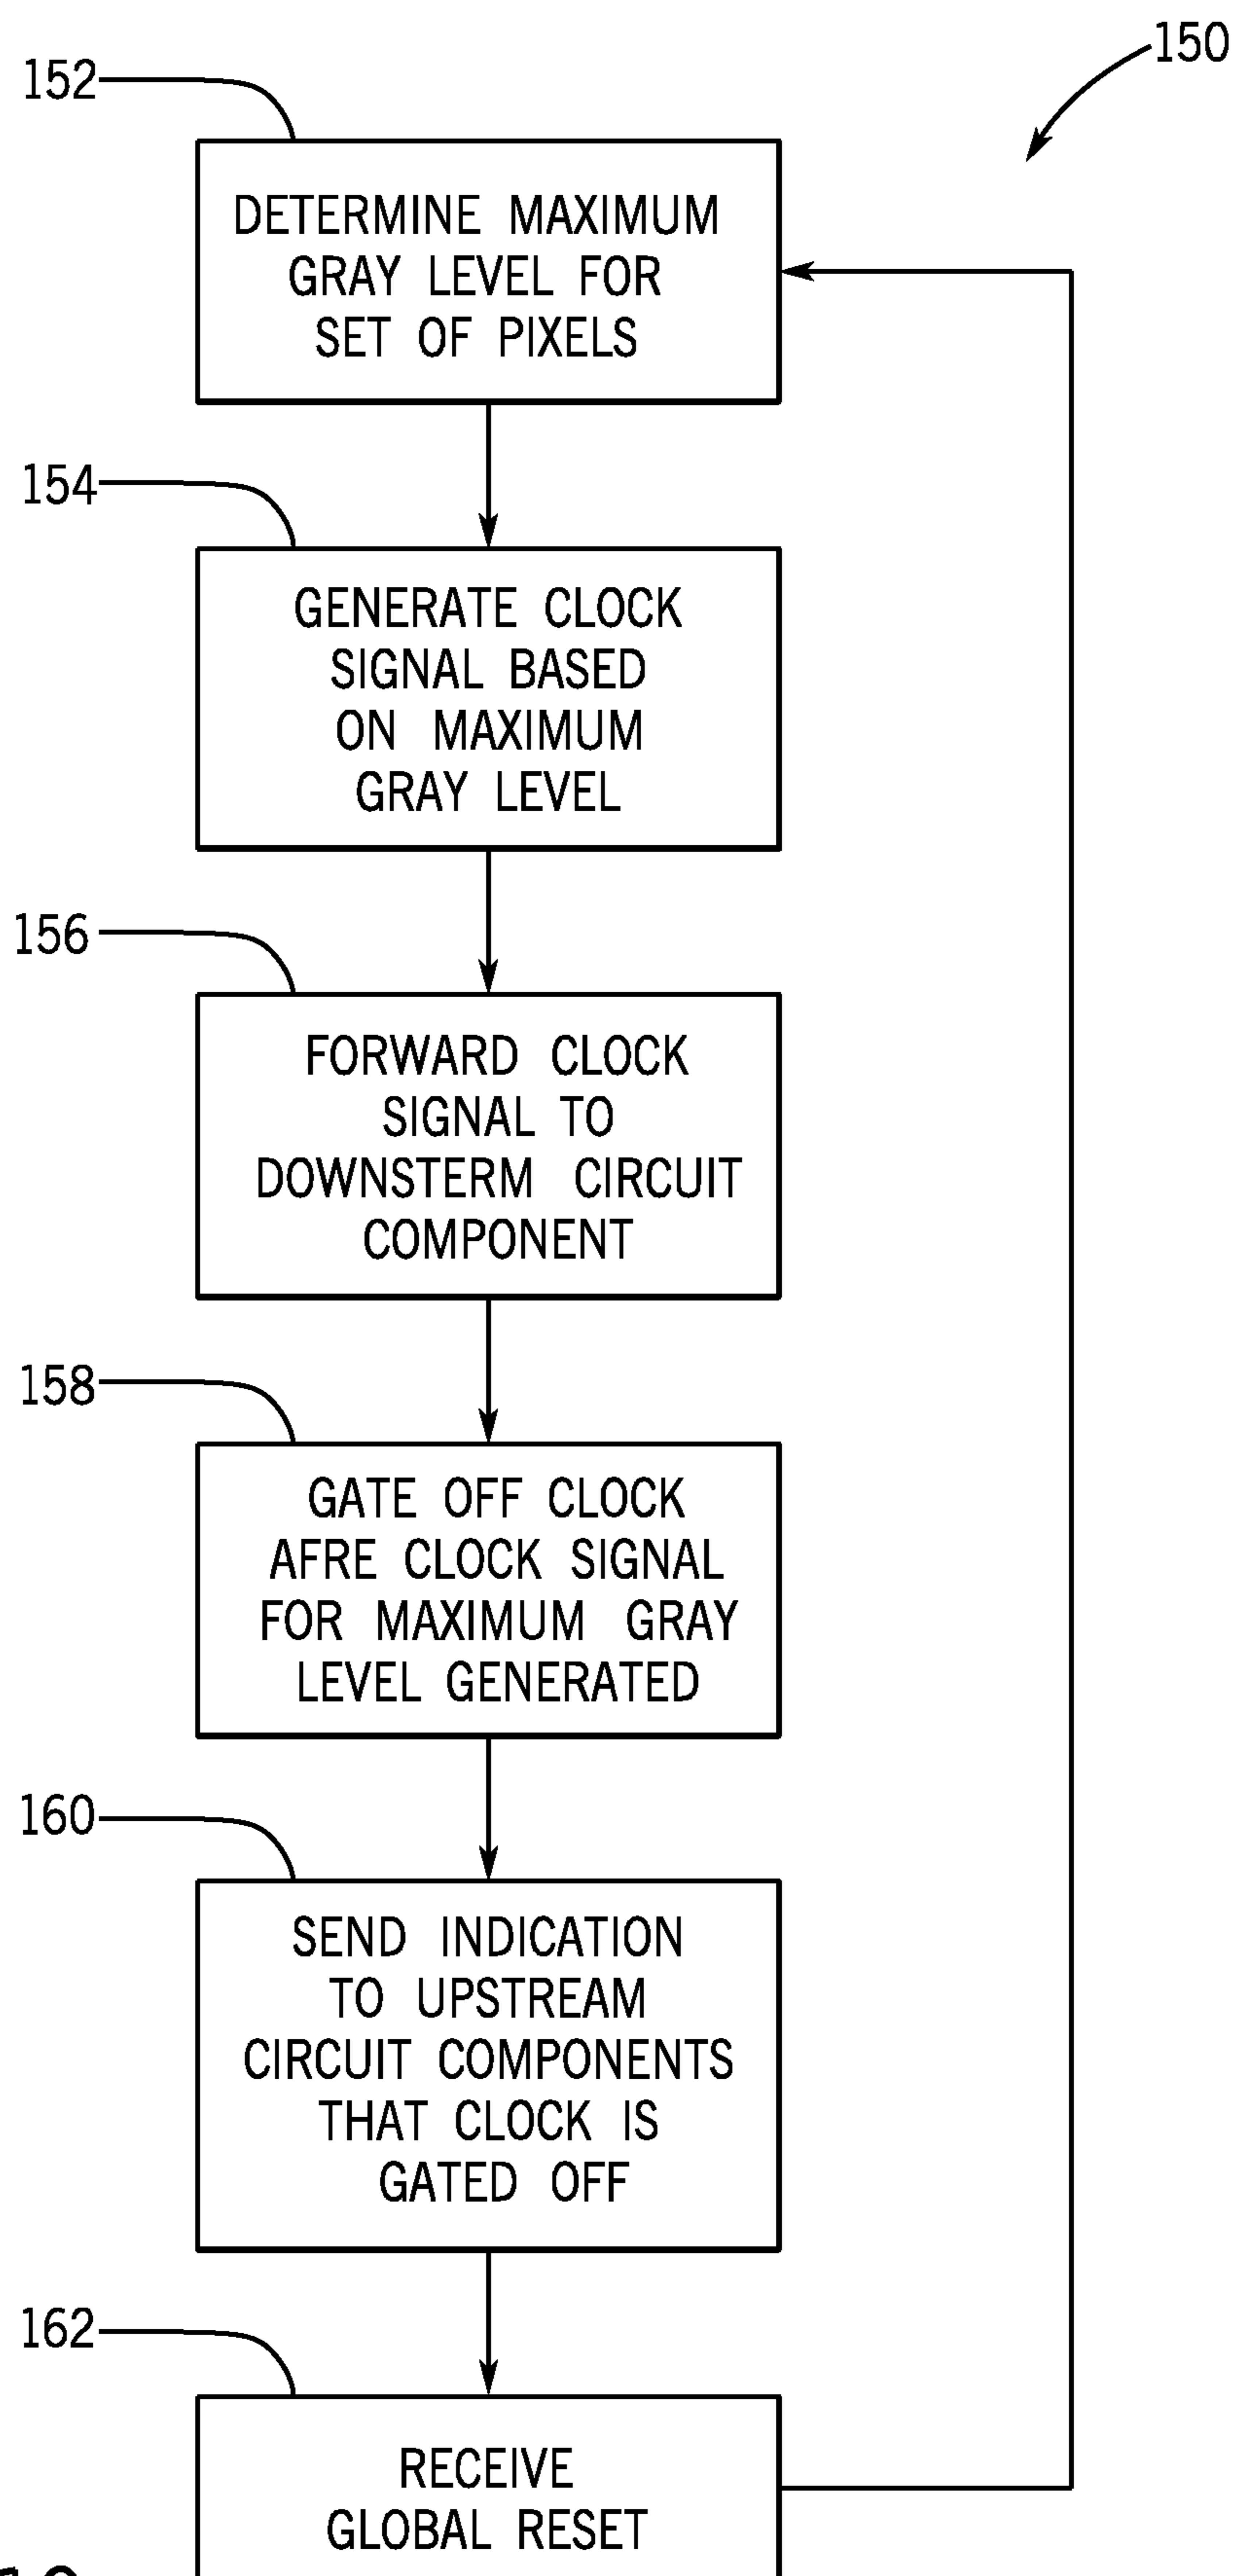 150
152
DETERMINE MAXIMUM
GRAY LEVEL FOR
SET OF PIXELS
154
GENERATE CLOCK
SIGNAL BASED
ON MAXIMUM
GRAY LEVEL
156
FORWARD CLOCK
SIGNAL TO
DOWNSTERM CIRCUIT
COMPONENT
158
GATE OFF CLOCK
AFRE CLOCK SIGNAL
FOR MAXIMUM GRAY
LEVEL GENERATED
160
SEND INDICATION
TO UPSTREAM
CIRCUIT COMPONENTS
THAT CLOCK IS
GATED OFF
162
RECEIVE
GLOBAL RESET